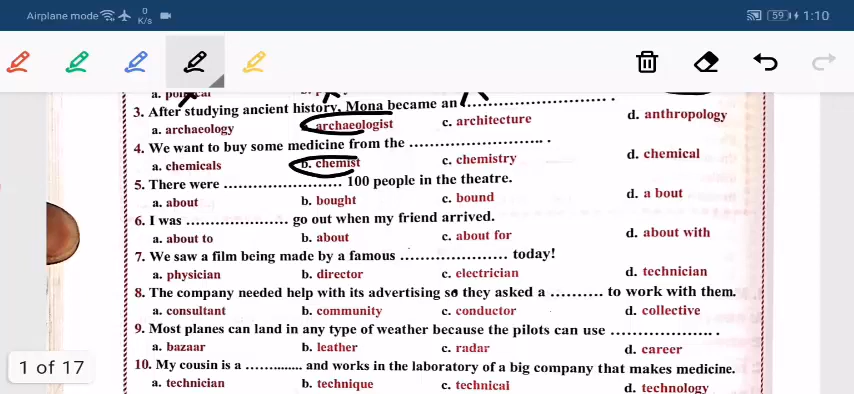 Airplane mode 0 K/s 59 1:10
a. political
3. After studying ancient history, Mona became an ........................ .
a. archaeology b. archaeologist c. architecture d. anthropology
4. We want to buy some medicine from the ........................ .
a. chemicals b. chemist c. chemistry d. chemical
5. There were ........................ 100 people in the theatre.
a. about b. bought c. bound d. a bout
6. I was ..................... go out when my friend arrived.
a. about to b. about c. about for d. about with
7. We saw a film being made by a famous ...................... today!
a. physician b. director c. electrician d. technician
8. The company needed help with its advertising so they asked a .......... to work with them.
a. consultant b. community c. conductor d. collective
9. Most planes can land in any type of weather because the pilots can use ..................... .
a. bazaar b. leather c. radar d. career
1 of 17
10. My cousin is a ........... and works in the laboratory of a big company that makes medicine.
a. technician b. technique c. technical d. technology